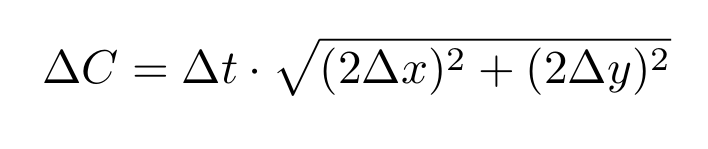 ΔC = Δt · √((2Δx)² + (2Δy)²)